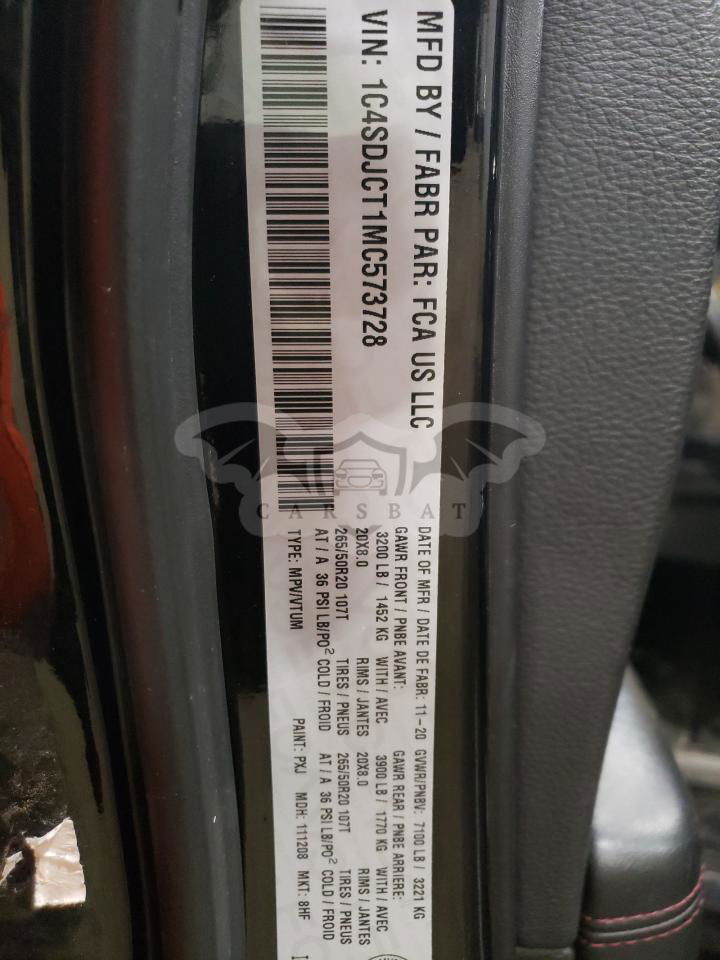 MFD BY / FABR PAR: FCA US LLC
VIN: 1C4SDJCT1MC573728
DATE OF MFR / DATE DE FABR: 11-20 GVWR/PNBV: 7100 LB / 3221 KG
GAWR FRONT / PNBE AVANT: GAWR REAR / PNBE ARRIERE:
3200 LB / 1452 KG WITH / AVEC 3900 LB / 1770 KG WITH / AVEC
20X8.0 RIMS / JANTES 20X8.0 RIMS / JANTES
265/50R20 107T TIRES / PNEUS 265/50R20 107T TIRES / PNEUS
AT / A 36 PSI LB/PO² COLD / FROID AT / A 36 PSI LB/PO² COLD / FROID
TYPE: MPV/VTUM PAINT: PXJ MDH: 111208 MKT: 8HF
CARSBAT